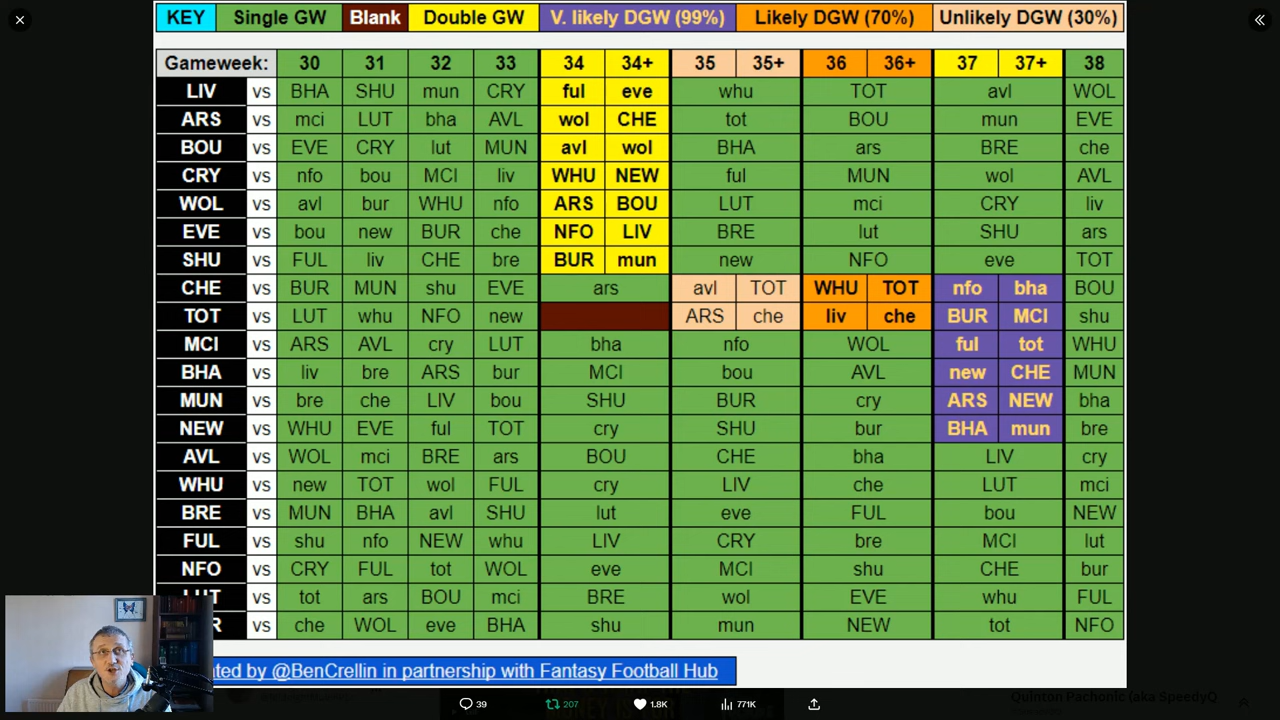 KEY Single GW Blank Double GW V. likely DGW (99%) Likely DGW (70%) Unlikely DGW (30%)
Gameweek: 30 31 32 33 34 34+ 35 35+ 36 36+ 37 37+ 38
LIV vs BHA SHU mun CRY ful eve whu TOT avl WOL
ARS vs mci LUT bha AVL wol CHE tot BOU mun EVE
BOU vs EVE CRY lut MUN avl wol BHA ars BRE che
CRY vs nfo bou MCI liv WHU NEW ful MUN wol AVL
WOL vs avl bur WHU nfo ARS BOU LUT mci CRY liv
EVE vs bou new BUR che NFO LIV BRE lut SHU ars
SHU vs FUL liv CHE bre BUR mun new NFO eve TOT
CHE vs BUR MUN shu EVE ars avl TOT WHU TOT nfo bha BOU
TOT vs LUT whu NFO new ARS che liv che BUR MCI shu
MCI vs ARS AVL cry LUT bha nfo WOL ful tot WHU
BHA vs liv bre ARS bur MCI bou AVL new CHE MUN
MUN vs bre che LIV bou SHU BUR cry ARS NEW bha
NEW vs WHU EVE ful TOT cry SHU bur BHA mun bre
AVL vs WOL mci BRE ars BOU CHE bha LIV cry
WHU vs new TOT wol FUL cry LIV che LUT mci
BRE vs MUN BHA avl SHU lut eve FUL bou NEW
FUL vs shu nfo NEW whu LIV CRY bre MCI lut
NFO vs CRY FUL tot WOL eve MCI shu CHE bur
LUT vs tot ars BOU mci BRE wol EVE whu FUL
R vs che WOL eve BHA shu mun NEW tot NFO
ated by @BenCrellin in partnership with Fantasy Football Hub
39 207 1.8K 771K
Quinton Pachonic (aka SpeedyQ